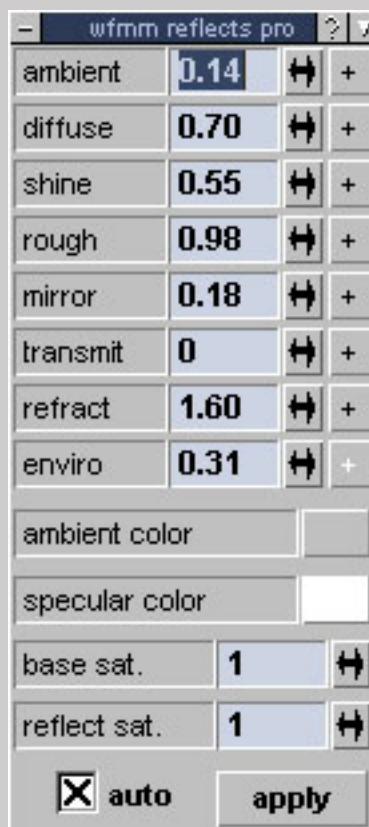 – wfmm reflects pro ?
ambient 0.14 +
diffuse 0.70 +
shine 0.55 +
rough 0.98 +
mirror 0.18 +
transmit 0 +
refract 1.60 +
enviro 0.31 +
ambient color
specular color
base sat. 1
reflect sat. 1
auto apply